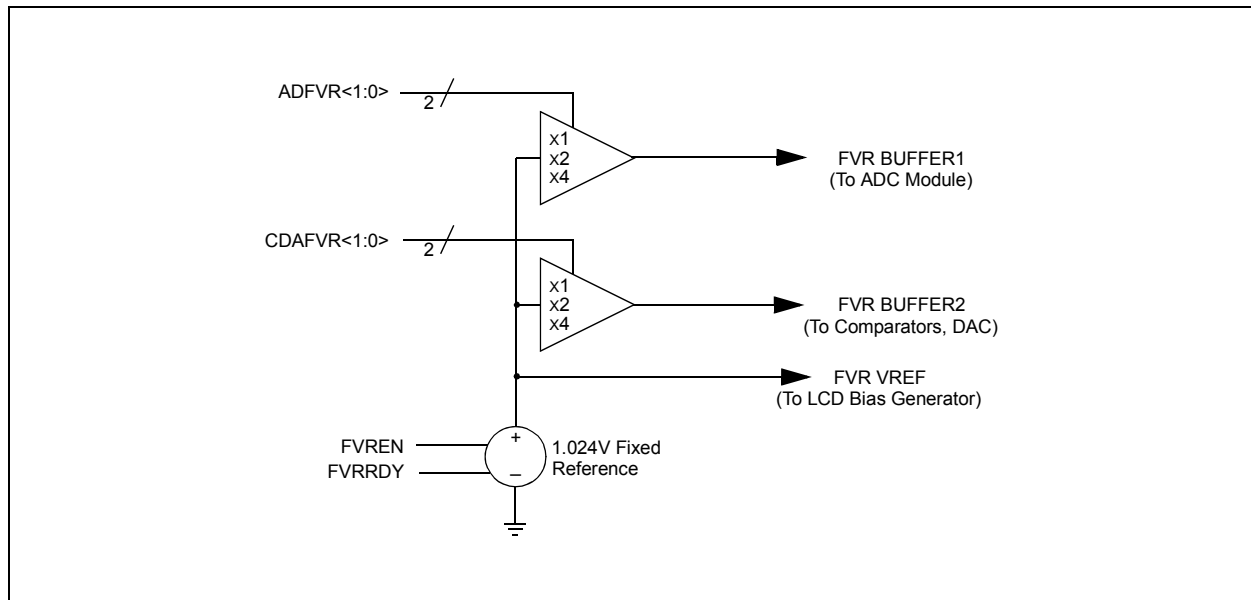 ADFVR<1:0>
2
x1
x2
x4
FVR BUFFER1
(To ADC Module)
CDAFVR<1:0>
2
x1
x2
x4
FVR BUFFER2
(To Comparators, DAC)
FVR VREF
(To LCD Bias Generator)
FVREN
FVRRDY
+
–
1.024V Fixed
Reference